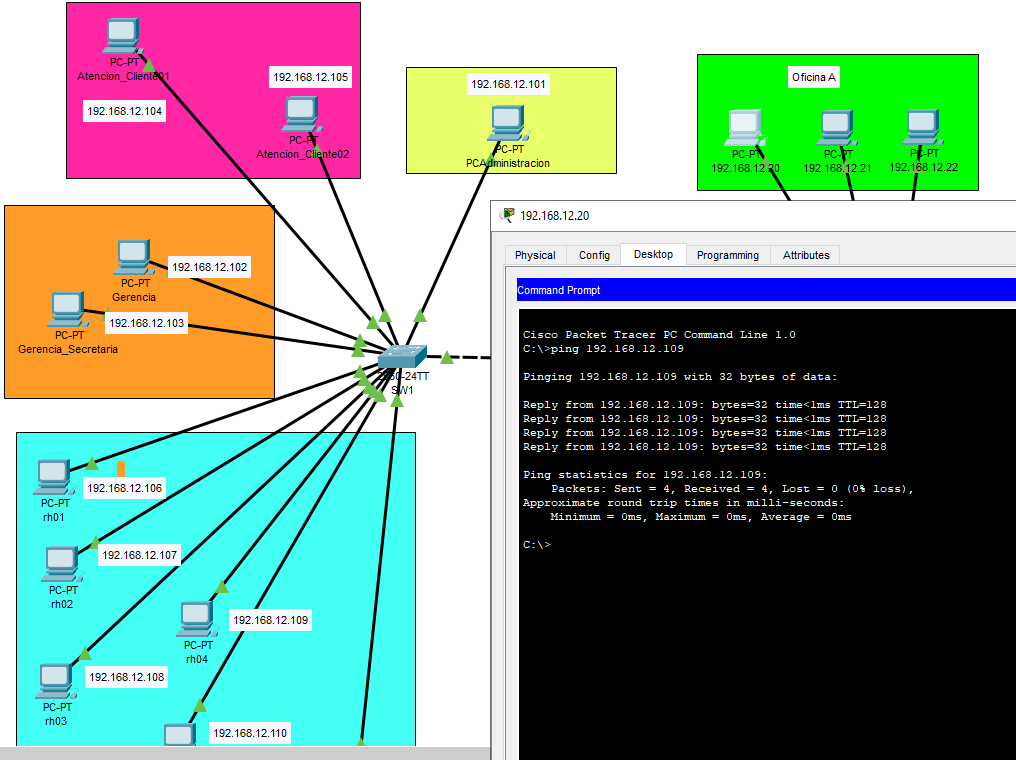 PC-PT
Atencion_Cliente01
192.168.12.104
192.168.12.105
PC-PT
Atencion_Cliente02
192.168.12.101
PC-PT
PCAdministracion
Oficina A
PC-PT
192.168.12.20
PC-PT
192.168.12.21
PC-PT
192.168.12.22
PC-PT
Gerencia
192.168.12.102
PC-PT
Gerencia_Secretaria
192.168.12.103
2960-24TT
SW1
PC-PT
rh01
192.168.12.106
PC-PT
rh02
192.168.12.107
PC-PT
rh03
192.168.12.108
PC-PT
rh04
192.168.12.109
192.168.12.110
192.168.12.20
Physical Config Desktop Programming Attributes
Command Prompt
Cisco Packet Tracer PC Command Line 1.0
C:\>ping 192.168.12.109
Pinging 192.168.12.109 with 32 bytes of data:
Reply from 192.168.12.109: bytes=32 time<1ms TTL=128
Reply from 192.168.12.109: bytes=32 time<1ms TTL=128
Reply from 192.168.12.109: bytes=32 time<1ms TTL=128
Reply from 192.168.12.109: bytes=32 time<1ms TTL=128
Ping statistics for 192.168.12.109:
Packets: Sent = 4, Received = 4, Lost = 0 (0% loss),
Approximate round trip times in milli-seconds:
Minimum = 0ms, Maximum = 0ms, Average = 0ms
C:\>